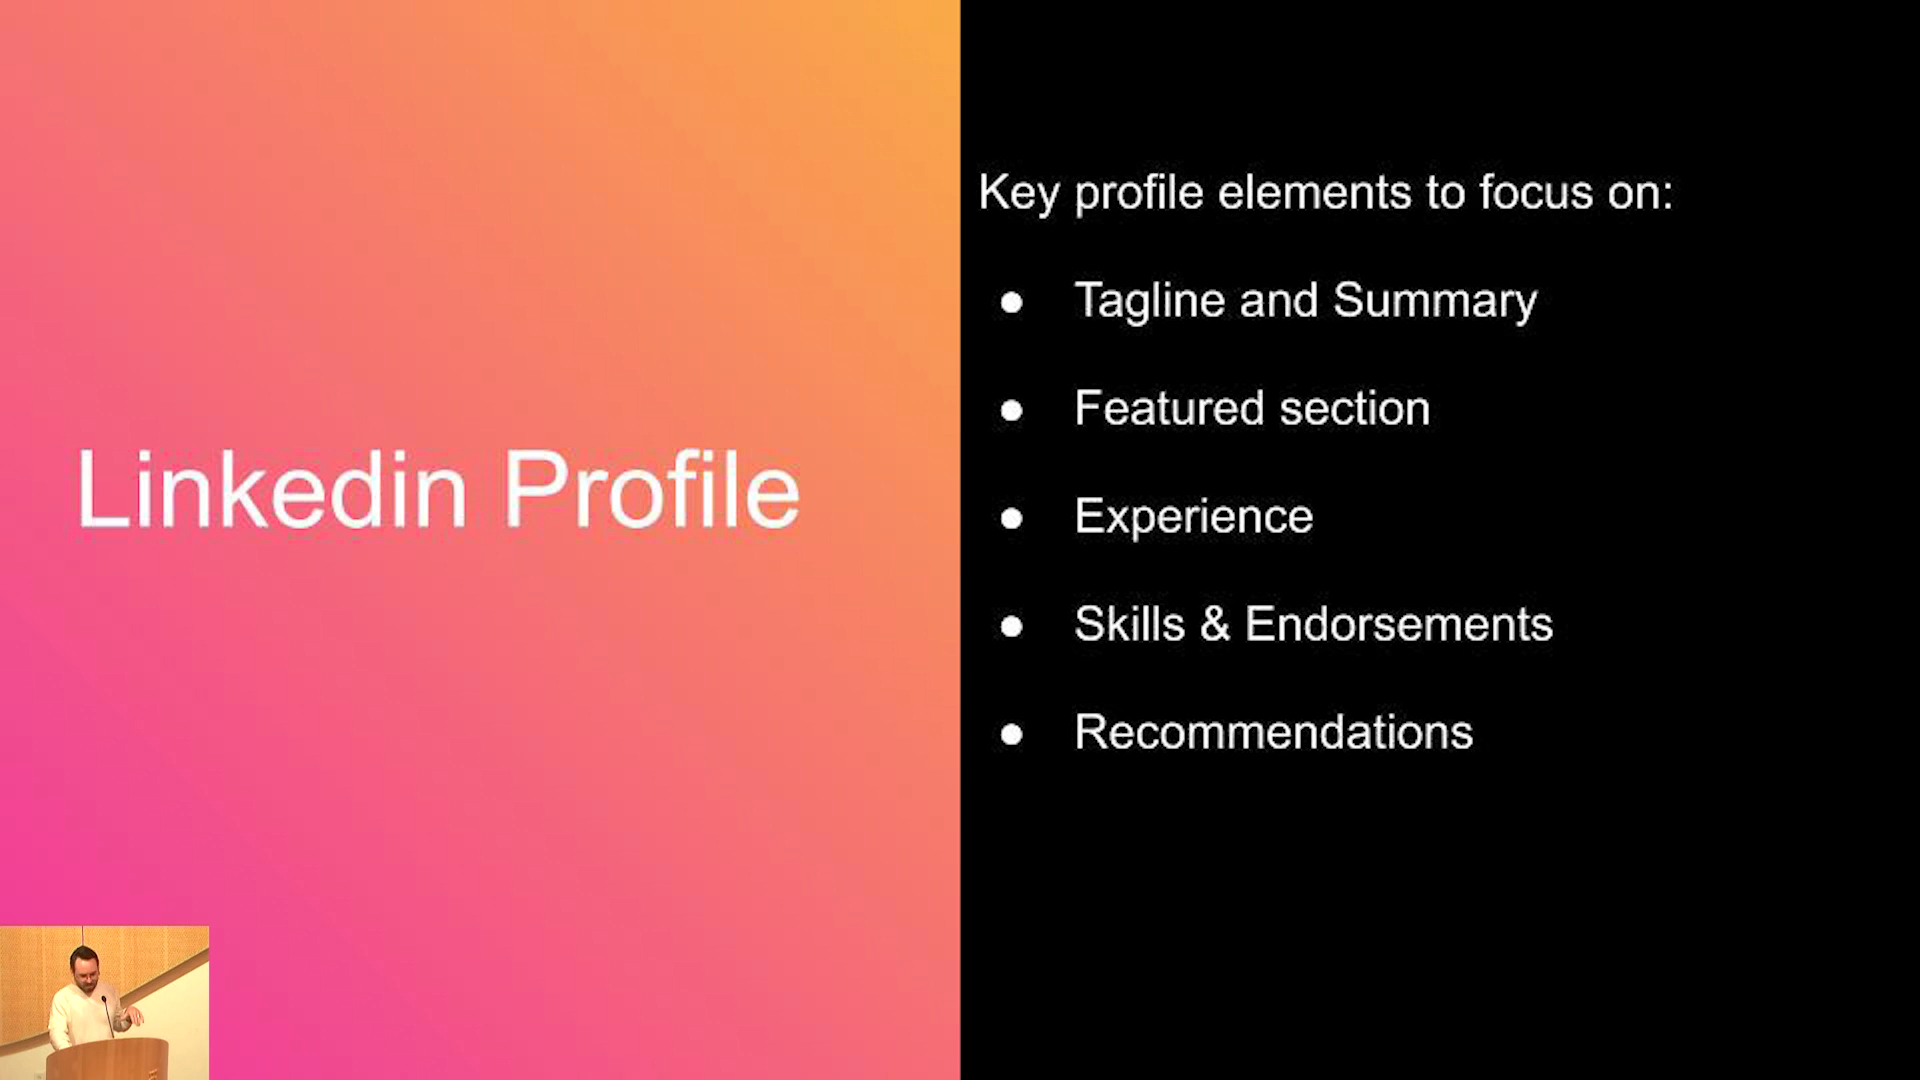 Linkedin Profile
Key profile elements to focus on:
● Tagline and Summary
● Featured section
● Experience
● Skills & Endorsements
● Recommendations